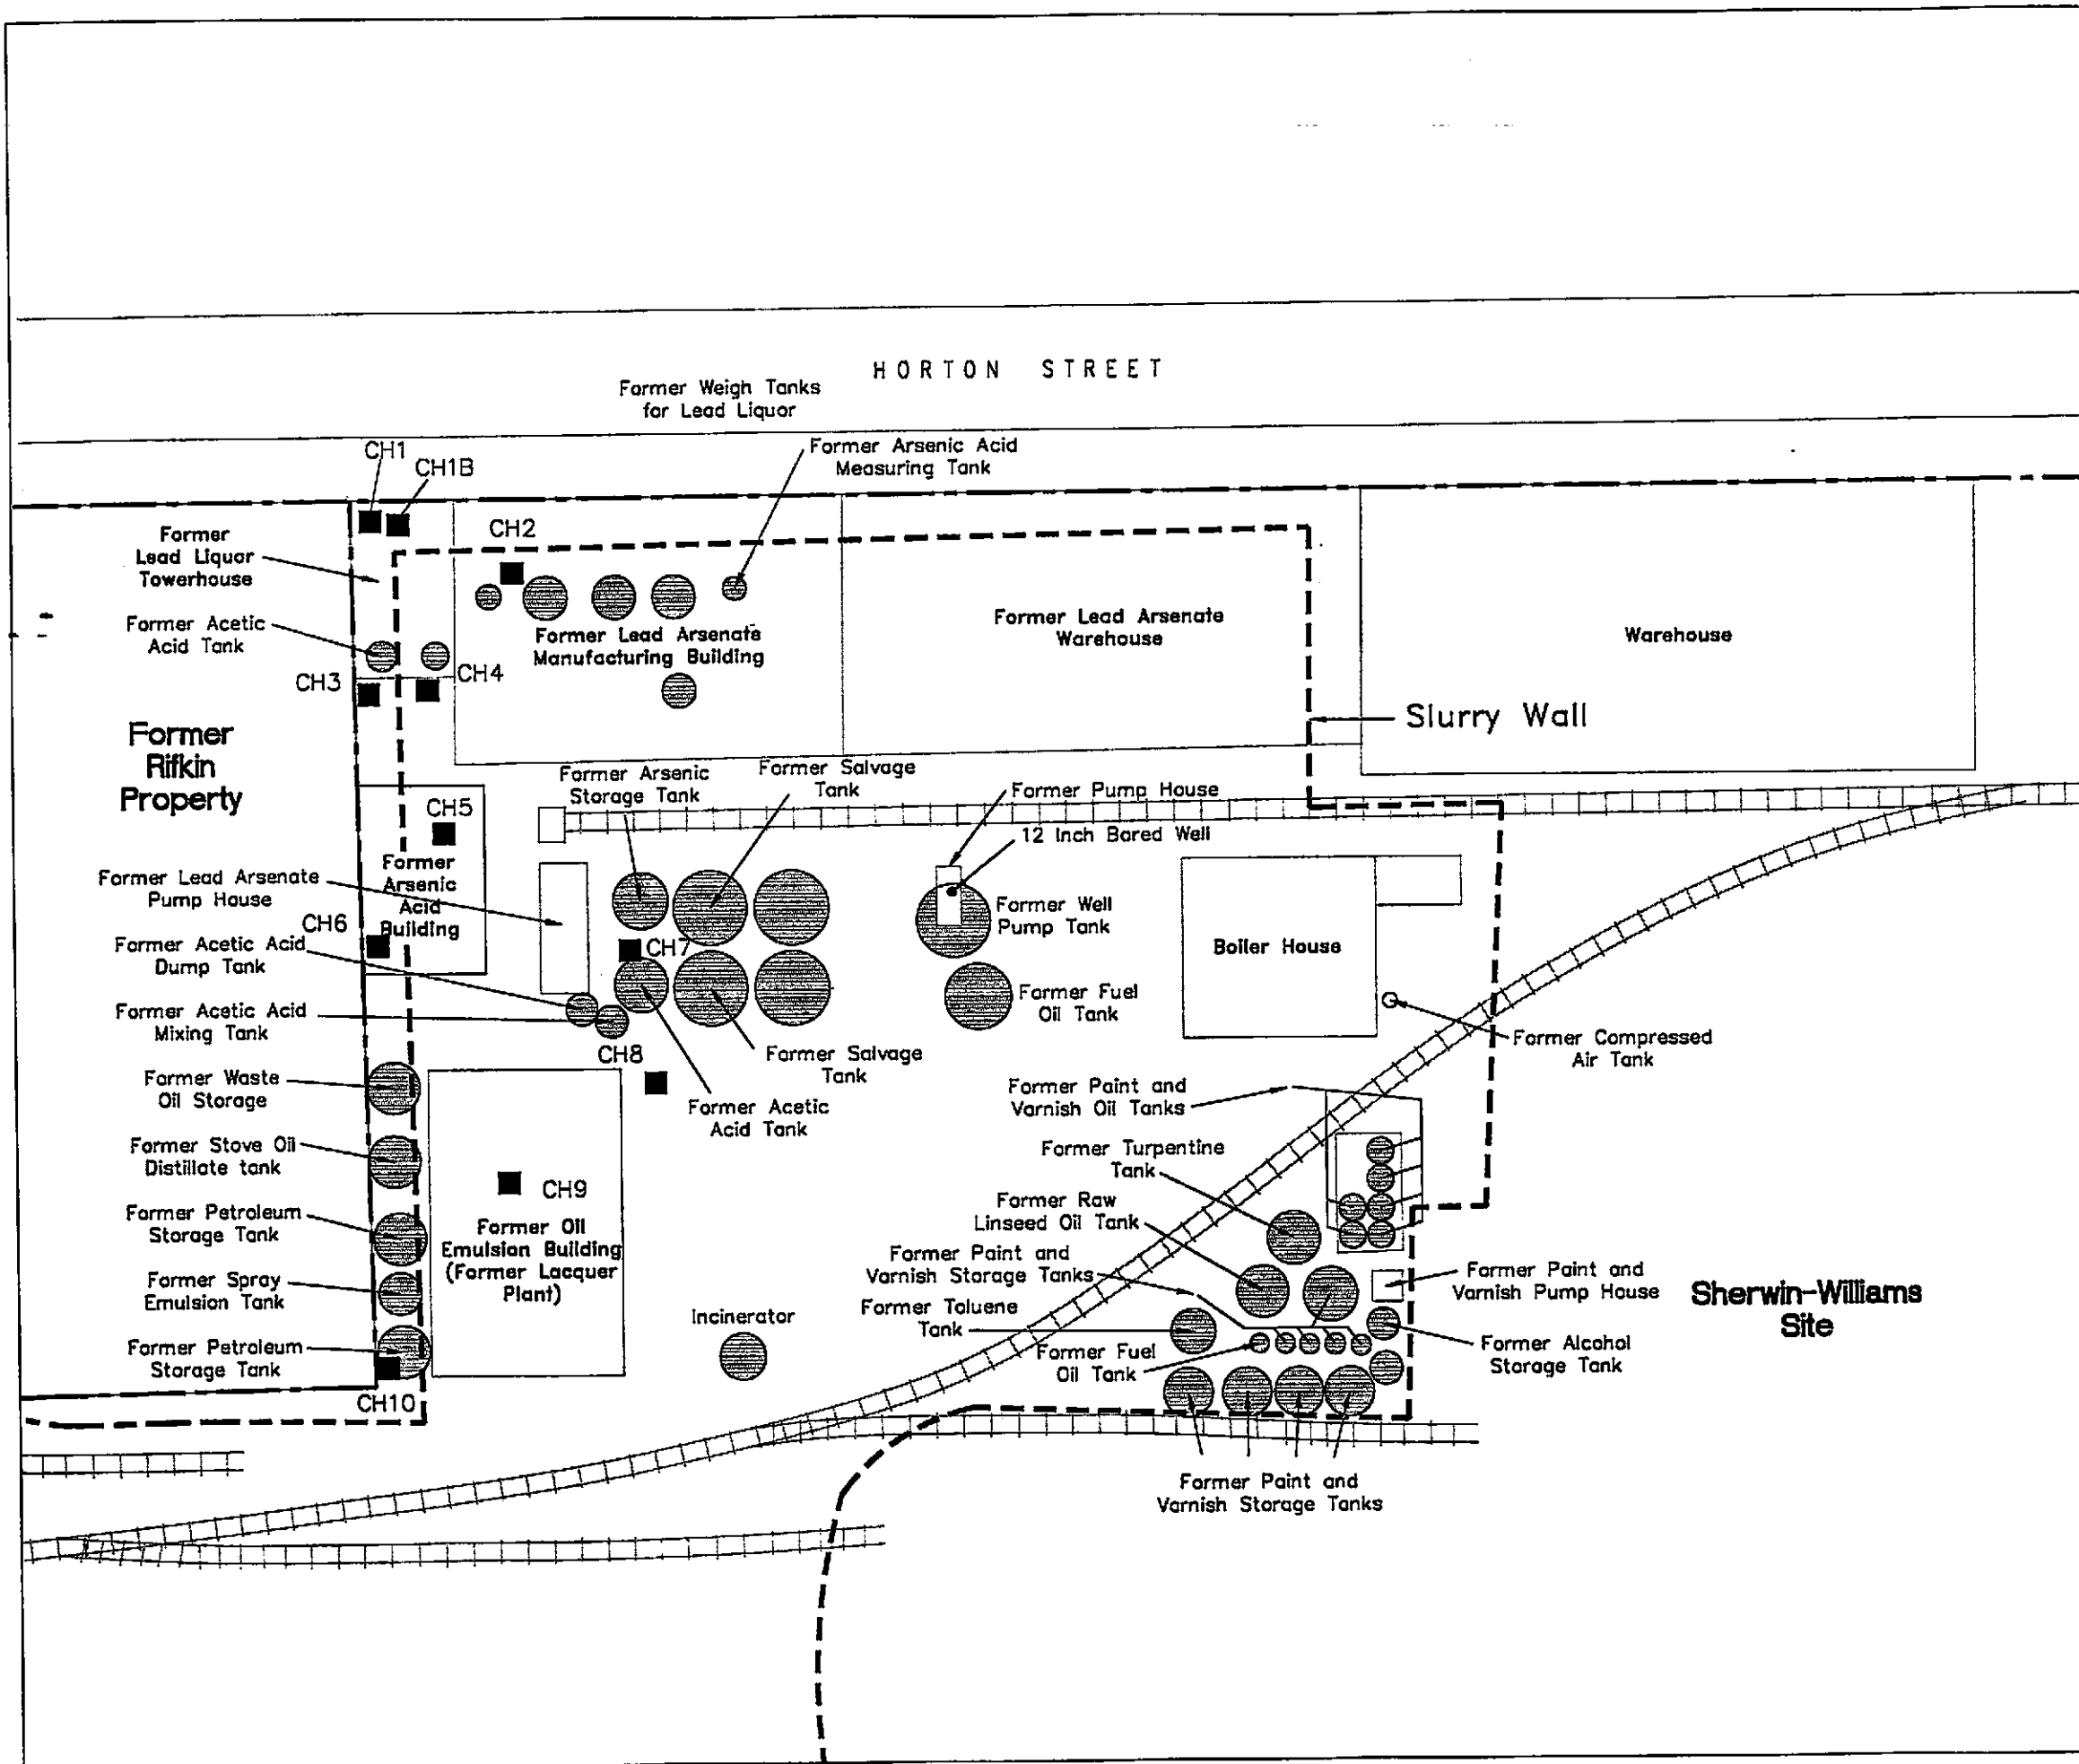 HORTON STREET
Former Weigh Tanks
for Lead Liquor
Former Arsenic Acid
Measuring Tank
CH1
CH1B
CH2
Former
Lead Liquor
Towerhouse
Former Acetic
Acid Tank
CH3
CH4
Former Lead Arsenate
Manufacturing Building
Former Lead Arsenate
Warehouse
Warehouse
Slurry Wall
Former
Rifkin
Property
Former Arsenic
Storage Tank
Former Salvage
Tank
Former Pump House
12 Inch Bored Well
CH5
Former
Arsenic
Acid
Building
Former Lead Arsenate
Pump House
CH6
Former Acetic Acid
Dump Tank
CH7
Former Well
Pump Tank
Boiler House
Former Acetic Acid
Mixing Tank
Former Fuel
Oil Tank
Former Compressed
Air Tank
CH8
Former Salvage
Tank
Former Waste
Oil Storage
Former Acetic
Acid Tank
Former Paint and
Varnish Oil Tanks
Former Stove Oil
Distillate tank
Former Turpentine
Tank
CH9
Former Petroleum
Storage Tank
Former Oil
Emulsion Building
(Former Lacquer
Plant)
Former Raw
Linseed Oil Tank
Former Paint and
Varnish Storage Tanks
Former Spray
Emulsion Tank
Former Paint and
Varnish Pump House
Sherwin-Williams
Site
Incinerator
Former Toluene
Tank
Former Petroleum
Storage Tank
Former Fuel
Oil Tank
Former Alcohol
Storage Tank
CH10
Former Paint and
Varnish Storage Tanks